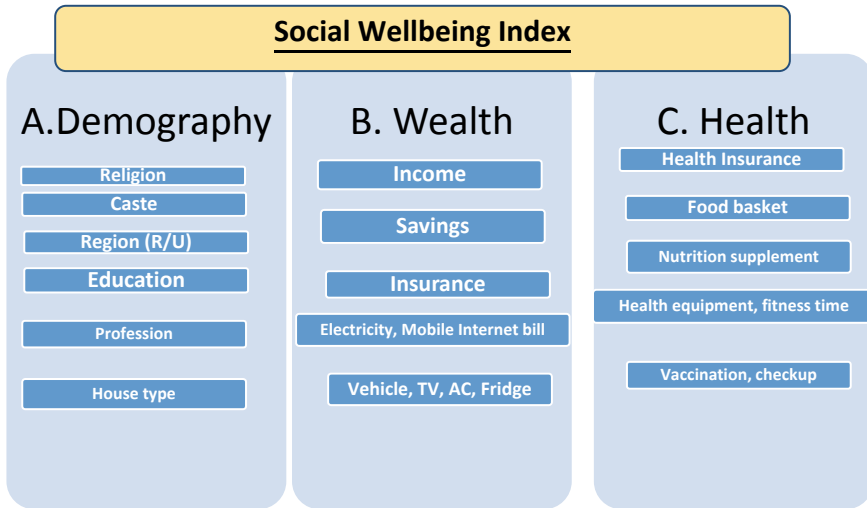 Social Wellbeing Index
A.Demography
Religion
Caste
Region (R/U)
Education
Profession
House type
B. Wealth
Income
Savings
Insurance
Electricity, Mobile Internet bill
Vehicle, TV, AC, Fridge
C. Health
Health Insurance
Food basket
Nutrition supplement
Health equipment, fitness time
Vaccination, checkup